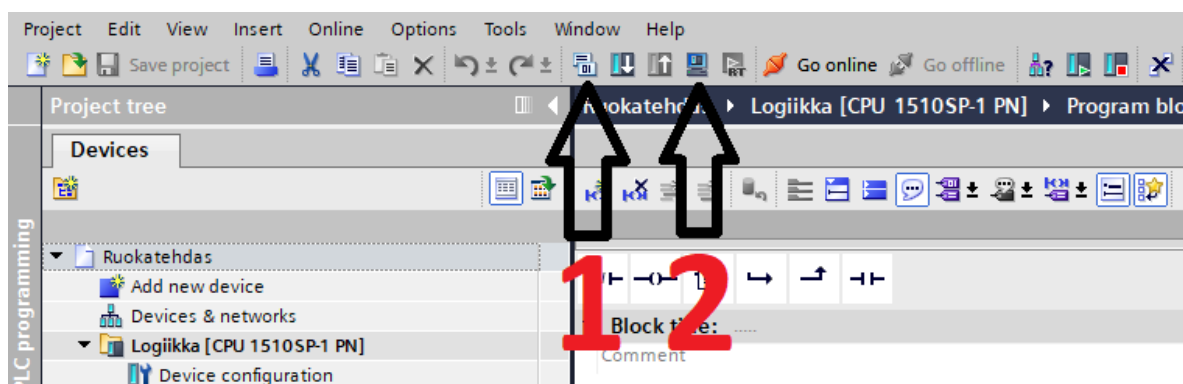 Project Edit View Insert Online Options Tools Window Help
Save project RT Go online Go offline
Project tree
Ruokatehdas Logiikka [CPU 1510SP-1 PN] Program blo
Devices
PLC programming
Ruokatehdas
Add new device
Devices & networks
Logiikka [CPU 1510SP-1 PN]
Device configuration
1 2
Block title: .....
Comment